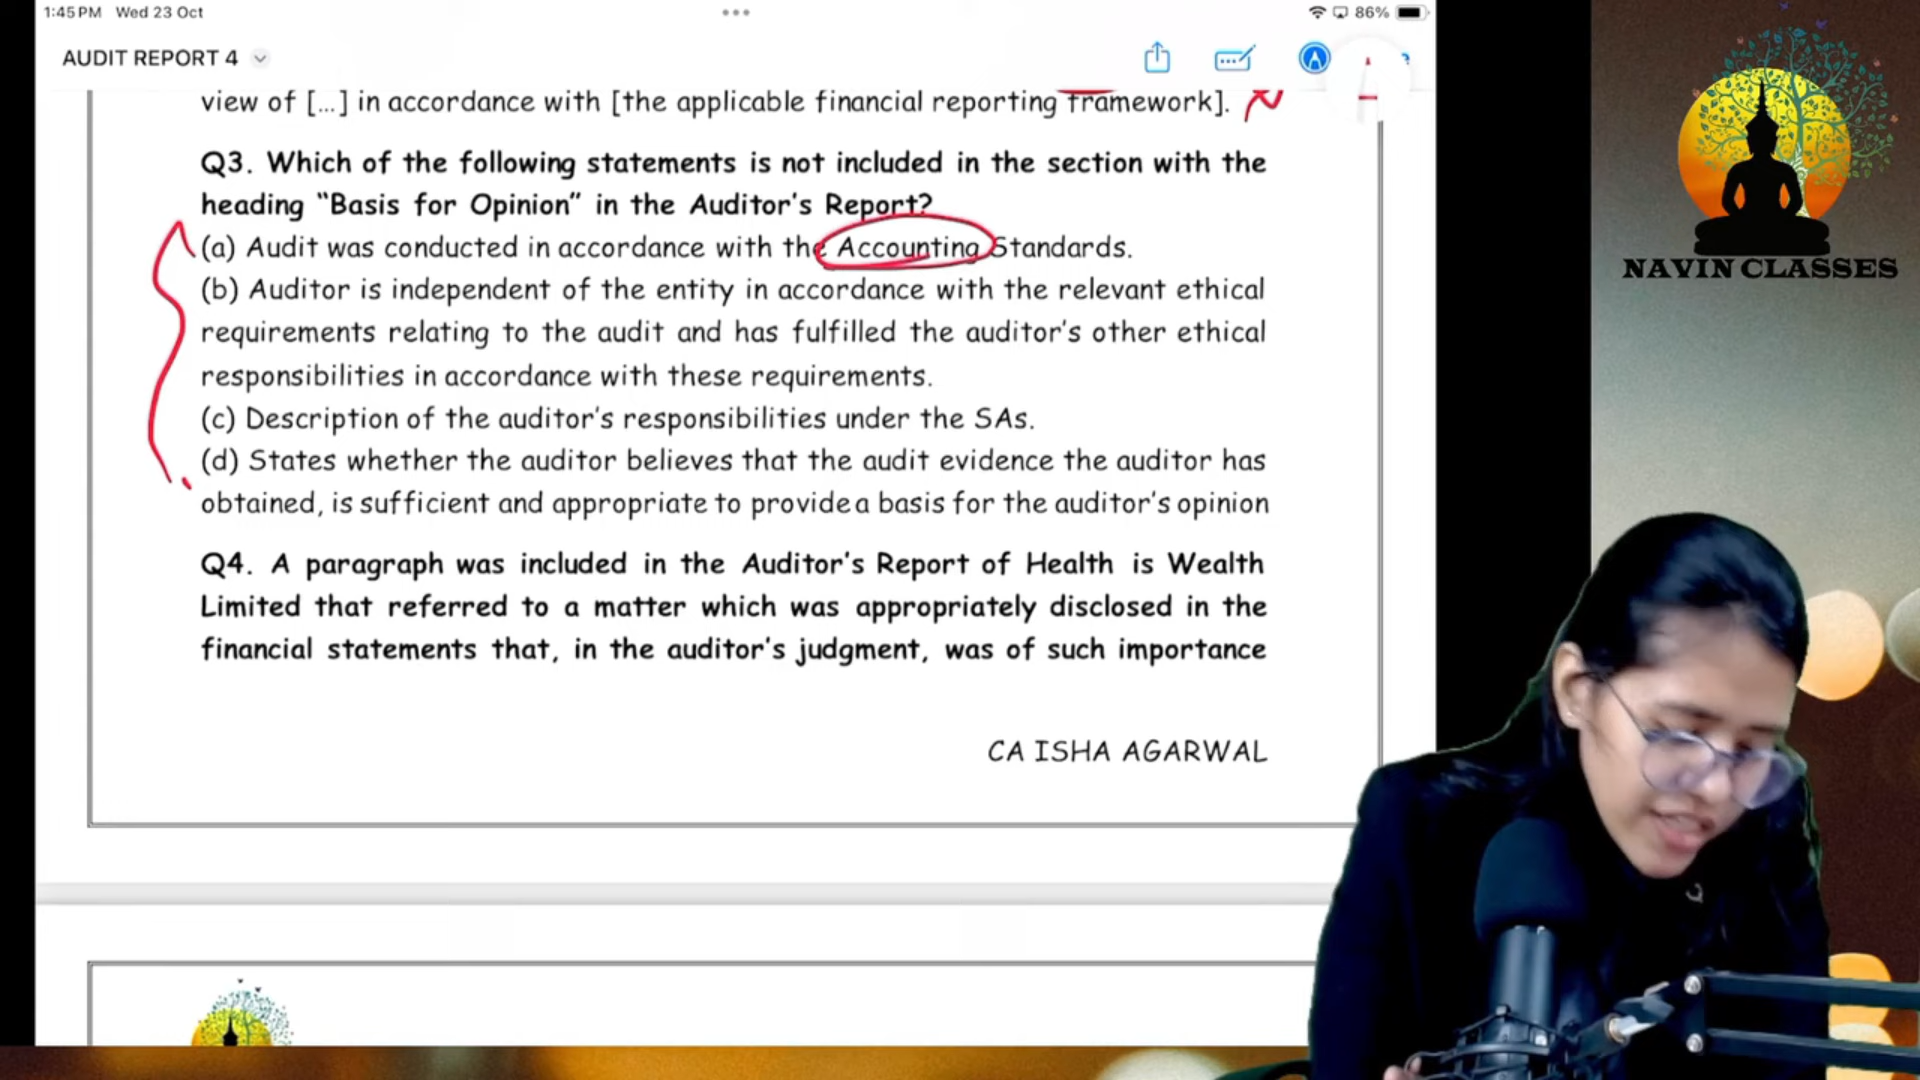 1:45 PM Wed 23 Oct
86%
AUDIT REPORT 4
view of [...] in accordance with [the applicable financial reporting framework].
Q3. Which of the following statements is not included in the section with the
heading “Basis for Opinion” in the Auditor’s Report?
(a) Audit was conducted in accordance with the Accounting Standards.
(b) Auditor is independent of the entity in accordance with the relevant ethical
requirements relating to the audit and has fulfilled the auditor’s other ethical
responsibilities in accordance with these requirements.
(c) Description of the auditor’s responsibilities under the SAs.
(d) States whether the auditor believes that the audit evidence the auditor has
obtained, is sufficient and appropriate to provide a basis for the auditor’s opinion
Q4. A paragraph was included in the Auditor’s Report of Health is Wealth
Limited that referred to a matter which was appropriately disclosed in the
financial statements that, in the auditor’s judgment, was of such importance
CA ISHA AGARWAL
NAVIN CLASSES